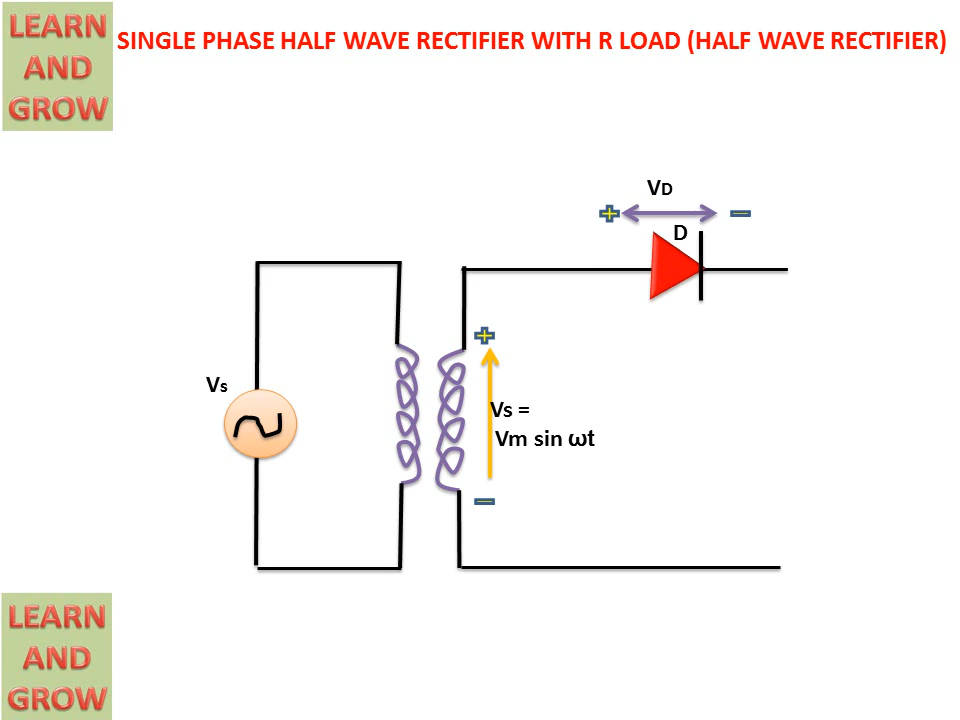 LEARN
AND
GROW
SINGLE PHASE HALF WAVE RECTIFIER WITH R LOAD (HALF WAVE RECTIFIER)
VD
D
Vs
Vs =
Vm sin ωt
LEARN
AND
GROW